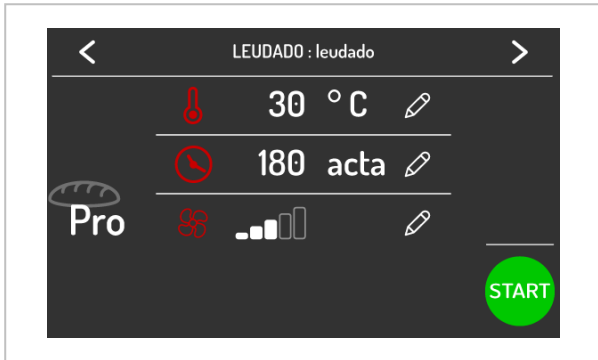 LEUDADO : leudado
30 °C
180 acta
Pro
START